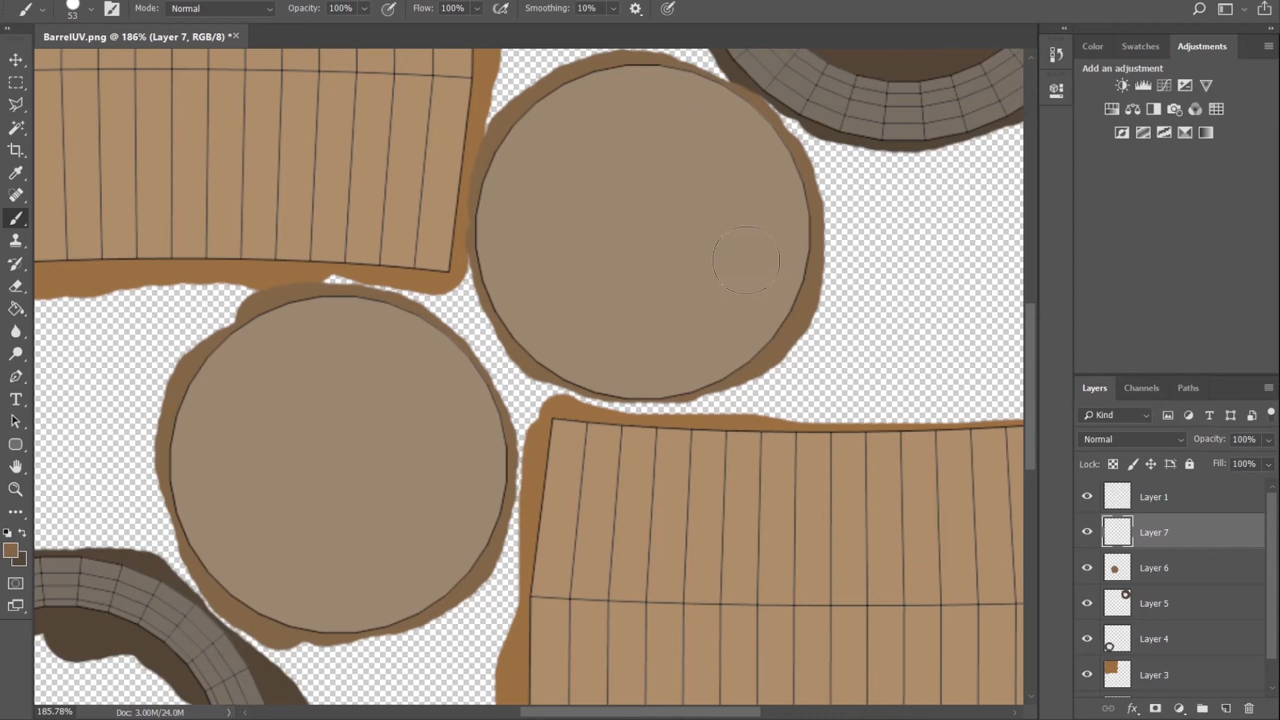 53
Mode: Normal
Opacity: 100%
Flow: 100%
Smoothing: 10%
BarrelUV.png @ 186% (Layer 7, RGB/8) *
Color
Swatches
Adjustments
Add an adjustment
Layers
Channels
Paths
Kind
Normal
Opacity: 100%
Lock:
Fill: 100%
Layer 1
Layer 7
Layer 6
Layer 5
Layer 4
Layer 3
185.78%
Doc: 3.00M/24.0M